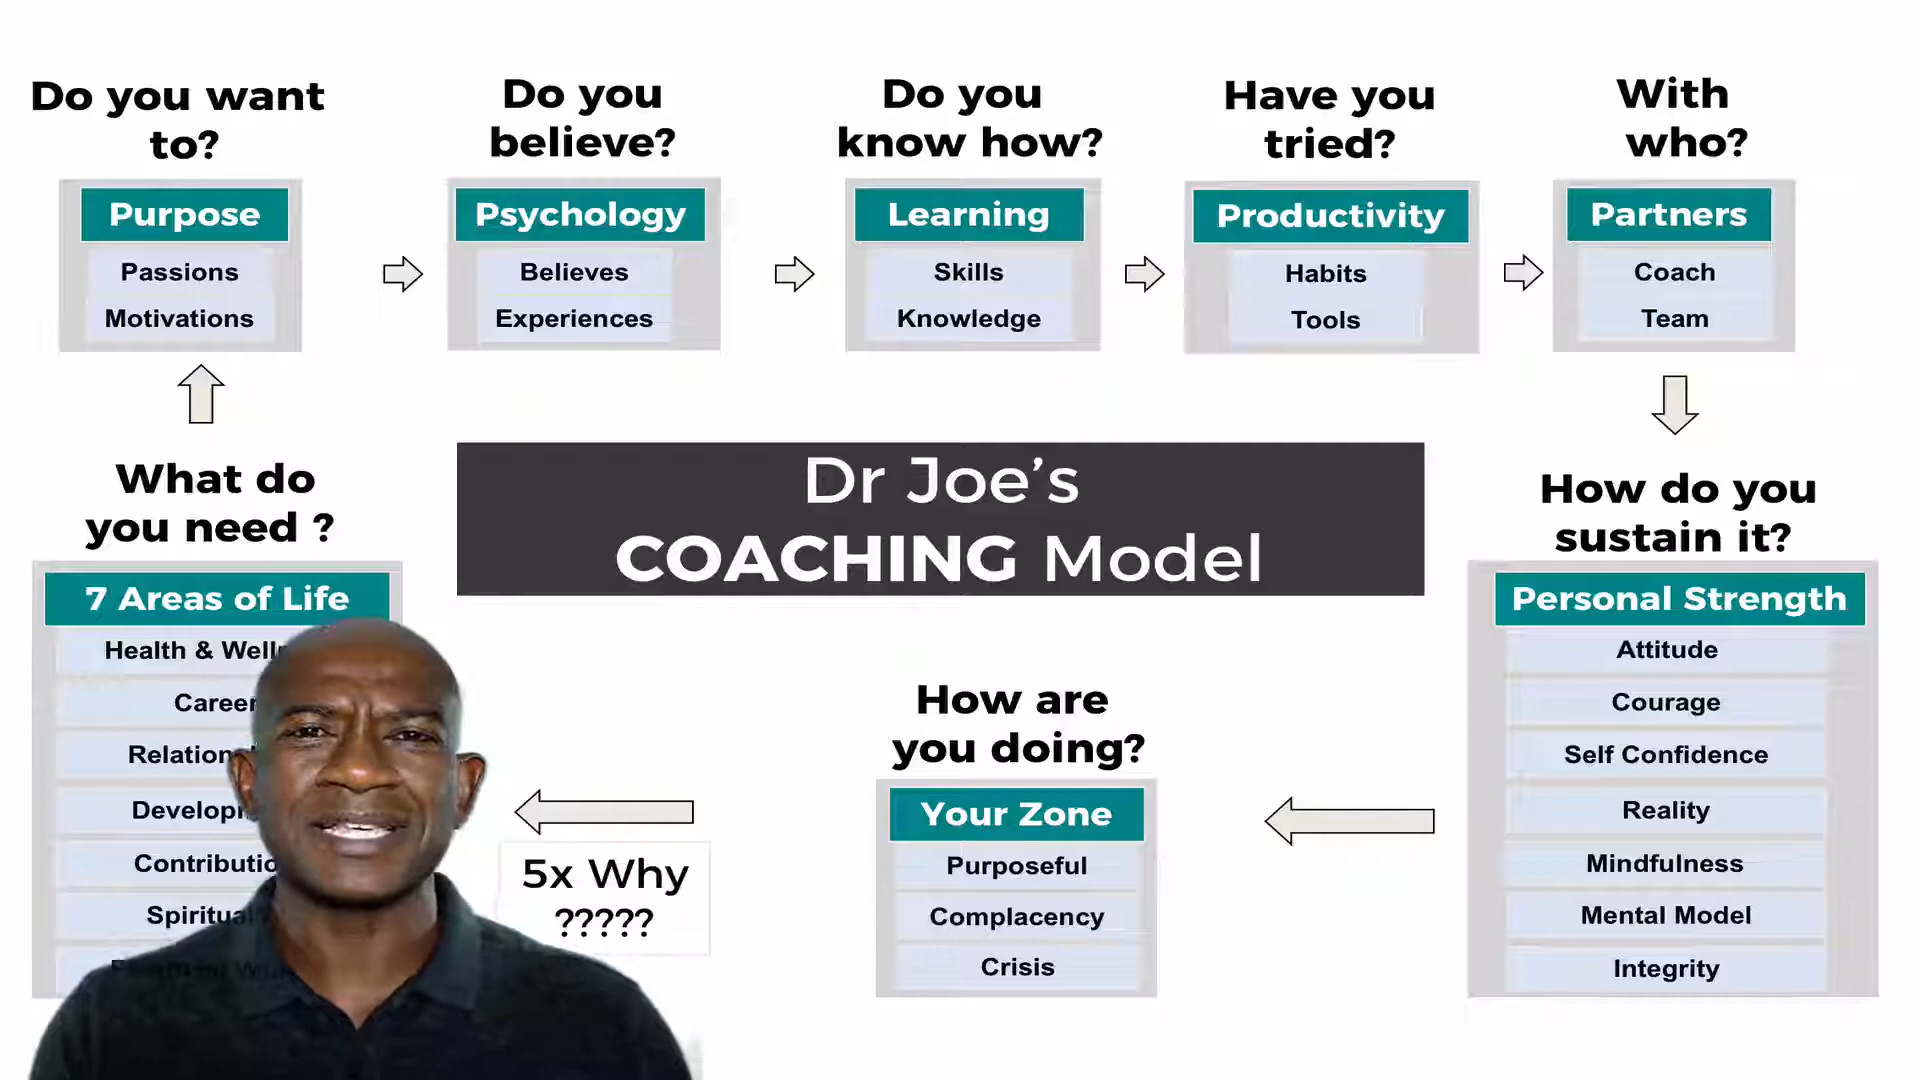 Do you want
to?
Purpose
Passions
Motivations
Do you
believe?
Psychology
Believes
Experiences
Do you
know how?
Learning
Skills
Knowledge
Have you
tried?
Productivity
Habits
Tools
With
who?
Partners
Coach
Team
Dr Joe's
COACHING Model
What do
you need ?
7 Areas of Life
Health &
Career
5x Why
?????
How are
you doing?
Your Zone
Purposeful
Complacency
Crisis
How do you
sustain it?
Personal Strength
Attitude
Courage
Self Confidence
Reality
Mindfulness
Mental Model
Integrity